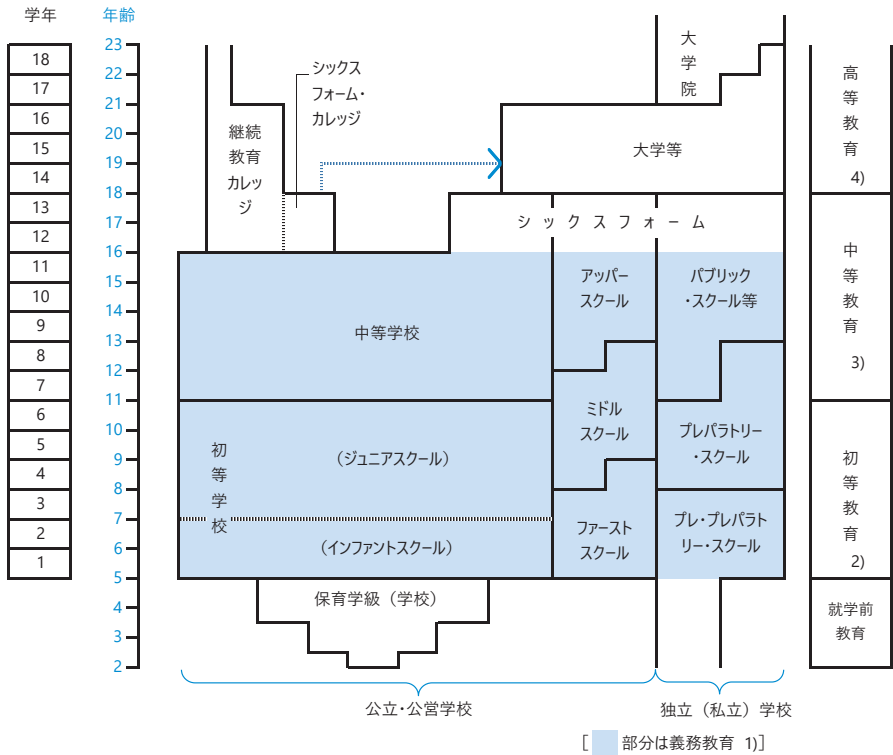 学年
年齢
18
17
16
15
14
13
12
11
10
9
8
7
6
5
4
3
2
1
23
22
21
20
19
18
17
16
15
14
13
12
11
10
9
8
7
6
5
4
3
2
継続
教育
カレッ
ジ
シックス
フォーム・
カレッジ
大学院
大学等
シックスフォーム
中等学校
アッパー
スクール
パブリック
・スクール等
ミドル
スクール
プレパラトリー
・スクール
初等学校
(ジュニアスクール)
(インファントスクール)
ファースト
スクール
プレ・プレパラト
リー・スクール
保育学級(学校)
高等教育
4)
中等教育
3)
初等教育
2)
就学前
教育
公立・公営学校
独立(私立)学校
[ 部分は義務教育 1)]